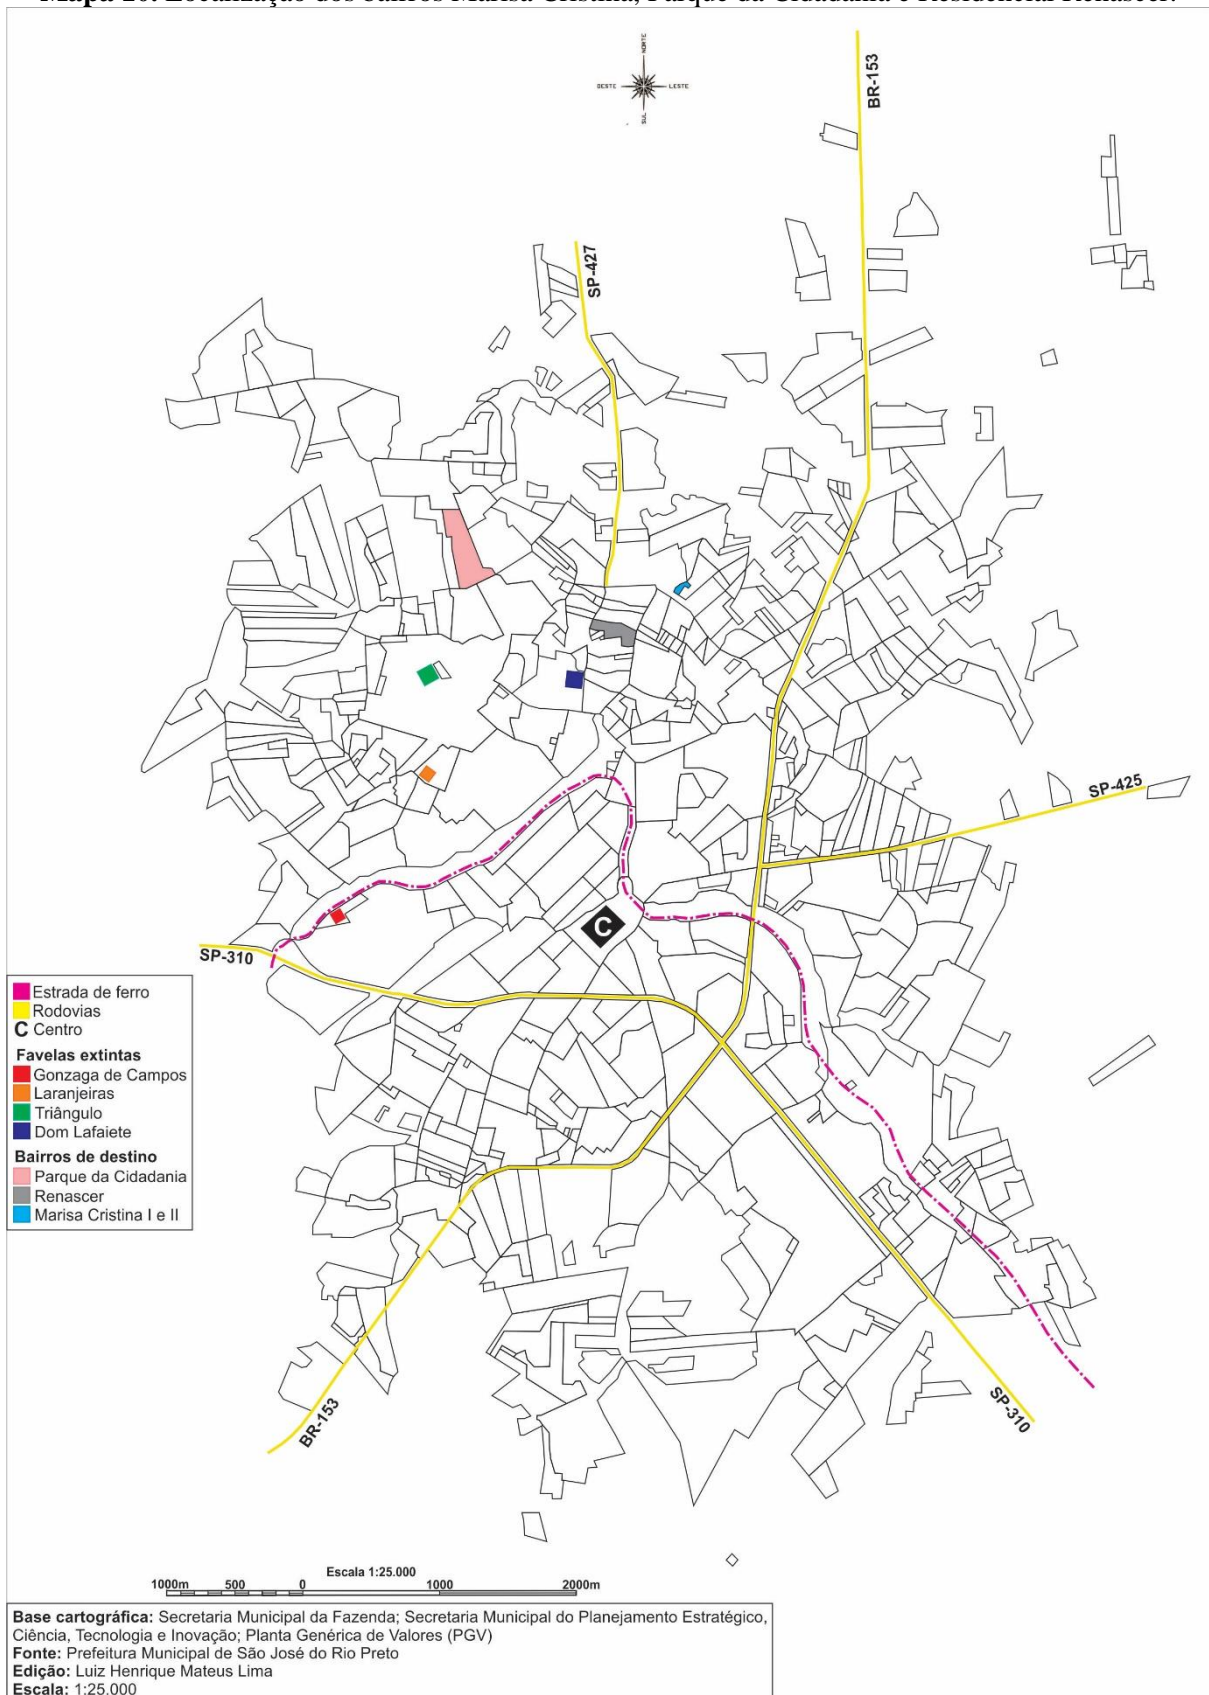 Mapa 10: Localização dos bairros Marisa Cristina, Parque da Cidadania e Residencial Renascer.
NORTE
OESTE
LESTE
SUL
BR-153
SP-427
SP-425
SP-310
C
Estrada de ferro
Rodovias
C Centro
Favelas extintas
Gonzaga de Campos
Laranjeiras
Triângulo
Dom Lafaiete
Bairros de destino
Parque da Cidadania
Renascer
Marisa Cristina I e II
BR-153
SP-310
Escala 1:25.000
1000m 500 0 1000 2000m
Base cartográfica: Secretaria Municipal da Fazenda; Secretaria Municipal do Planejamento Estratégico,
Ciência, Tecnologia e Inovação; Planta Genérica de Valores (PGV)
Fonte: Prefeitura Municipal de São José do Rio Preto
Edição: Luiz Henrique Mateus Lima
Escala: 1:25.000